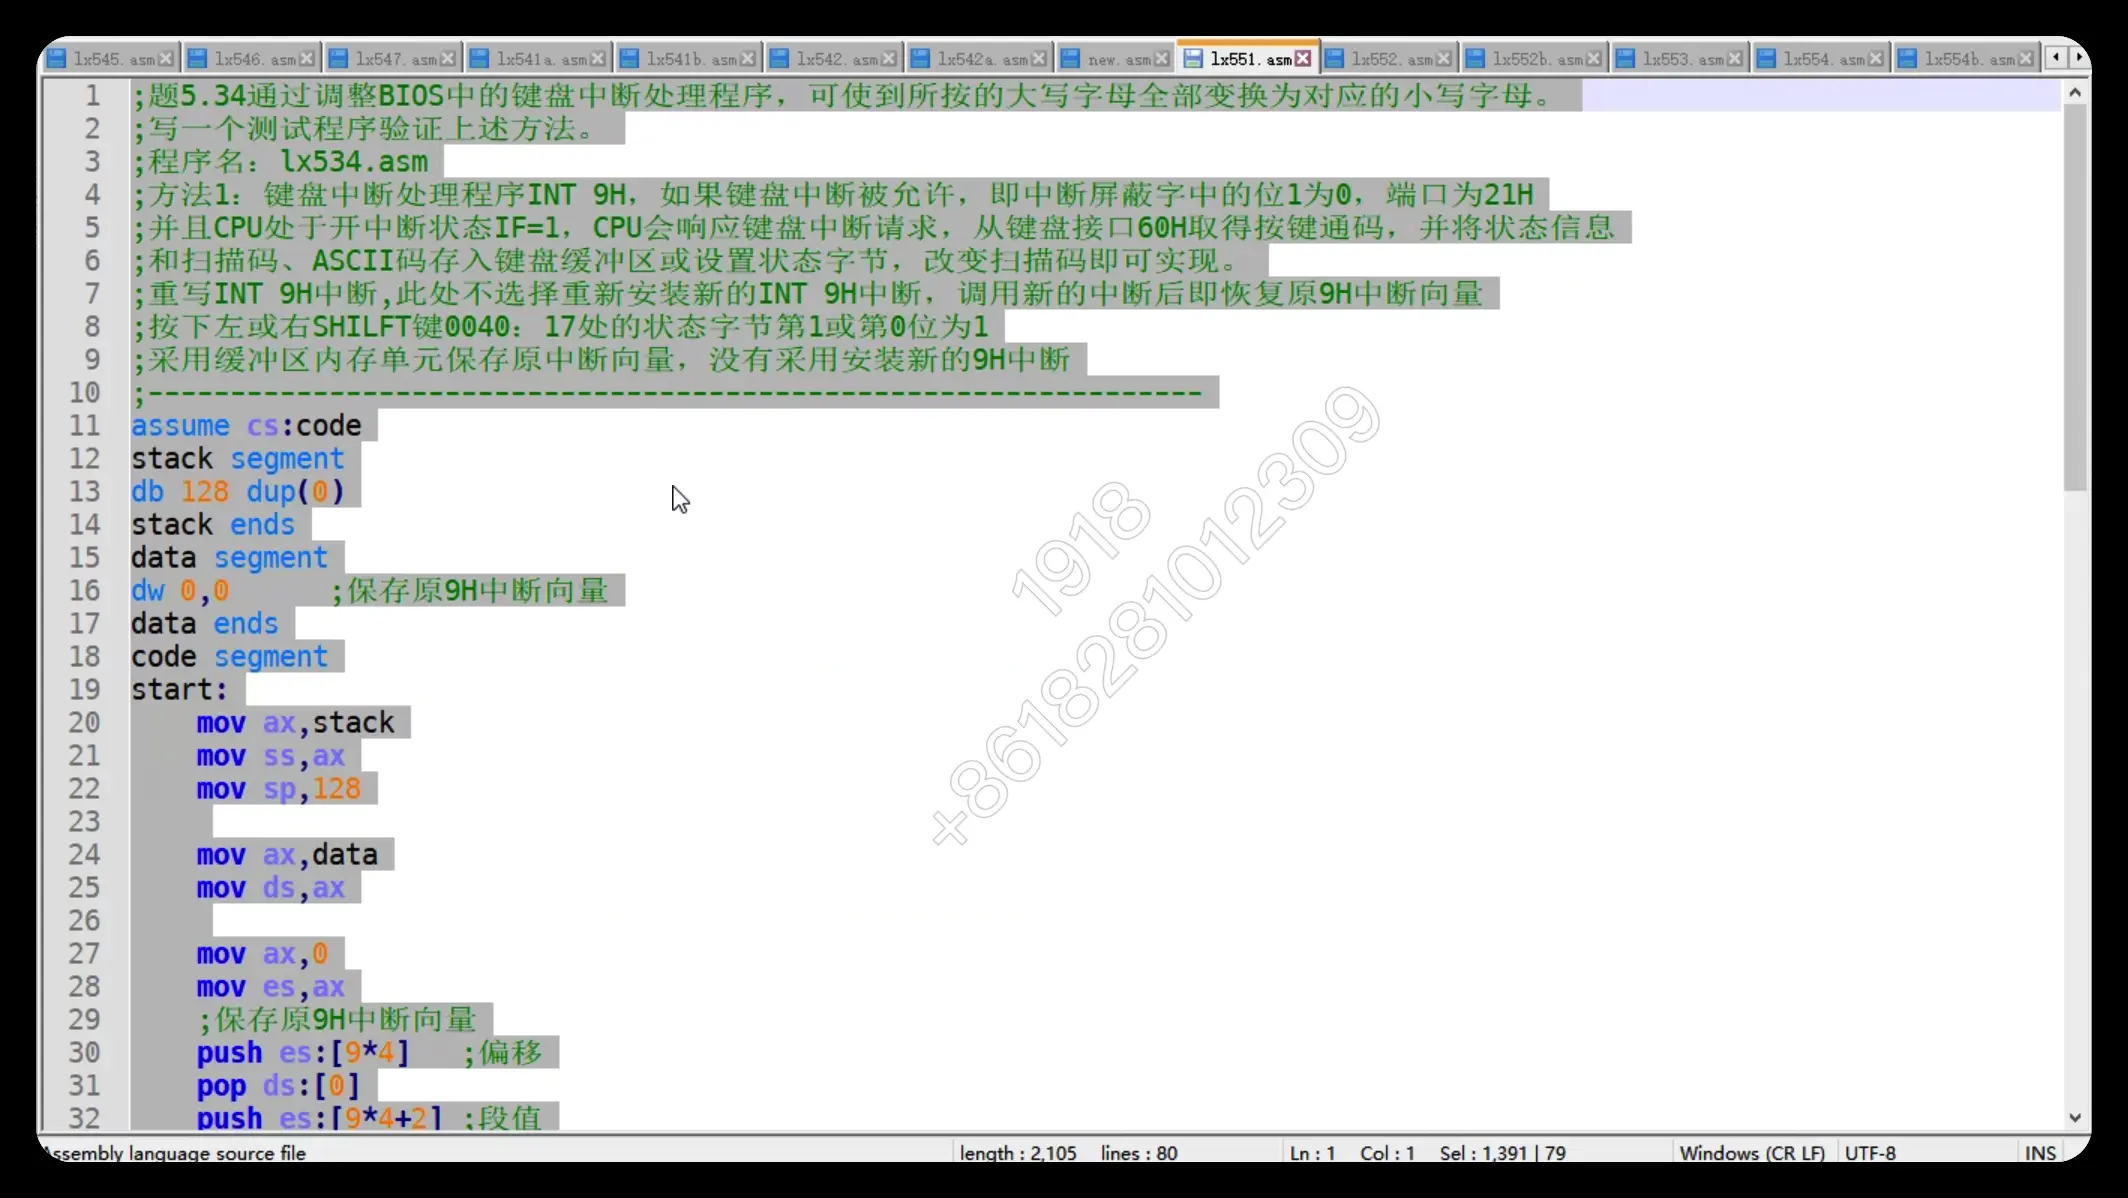 lx545.asm lx546.asm lx547.asm lx541a.asm lx541b.asm lx542.asm lx542a.asm new.asm lx551.asm lx552.asm lx552b.asm lx553.asm lx554.asm lx554b.asm
1 ;题5.34通过调整BIOS中的键盘中断处理程序，可使到所按的大写字母全部变换为对应的小写字母。
2 ;写一个测试程序验证上述方法。
3 ;程序名：lx534.asm
4 ;方法1：键盘中断处理程序INT 9H，如果键盘中断被允许，即中断屏蔽字中的位1为0，端口为21H
5 ;并且CPU处于开中断状态IF=1，CPU会响应键盘中断请求，从键盘接口60H取得按键通码，并将状态信息
6 ;和扫描码、ASCII码存入键盘缓冲区或设置状态字节，改变扫描码即可实现。
7 ;重写INT 9H中断,此处不选择重新安装新的INT 9H中断，调用新的中断后即恢复原9H中断向量
8 ;按下左或右SHILFT键0040：17处的状态字节第1或第0位为1
9 ;采用缓冲区内存单元保存原中断向量，没有采用安装新的9H中断
10 ;----------------------------------------------------------------
11 assume cs:code
12 stack segment
13 db 128 dup(0)
14 stack ends
15 data segment
16 dw 0,0 ;保存原9H中断向量
17 data ends
18 code segment
19 start:
20 mov ax,stack
21 mov ss,ax
22 mov sp,128
23
24 mov ax,data
25 mov ds,ax
26
27 mov ax,0
28 mov es,ax
29 ;保存原9H中断向量
30 push es:[9*4] ;偏移
31 pop ds:[0]
32 push es:[9*4+2] ;段值
1918
+8618281012309
Assembly language source file length : 2,105 lines : 80 Ln : 1 Col : 1 Sel : 1,391 | 79 Windows (CR LF) UTF-8 INS